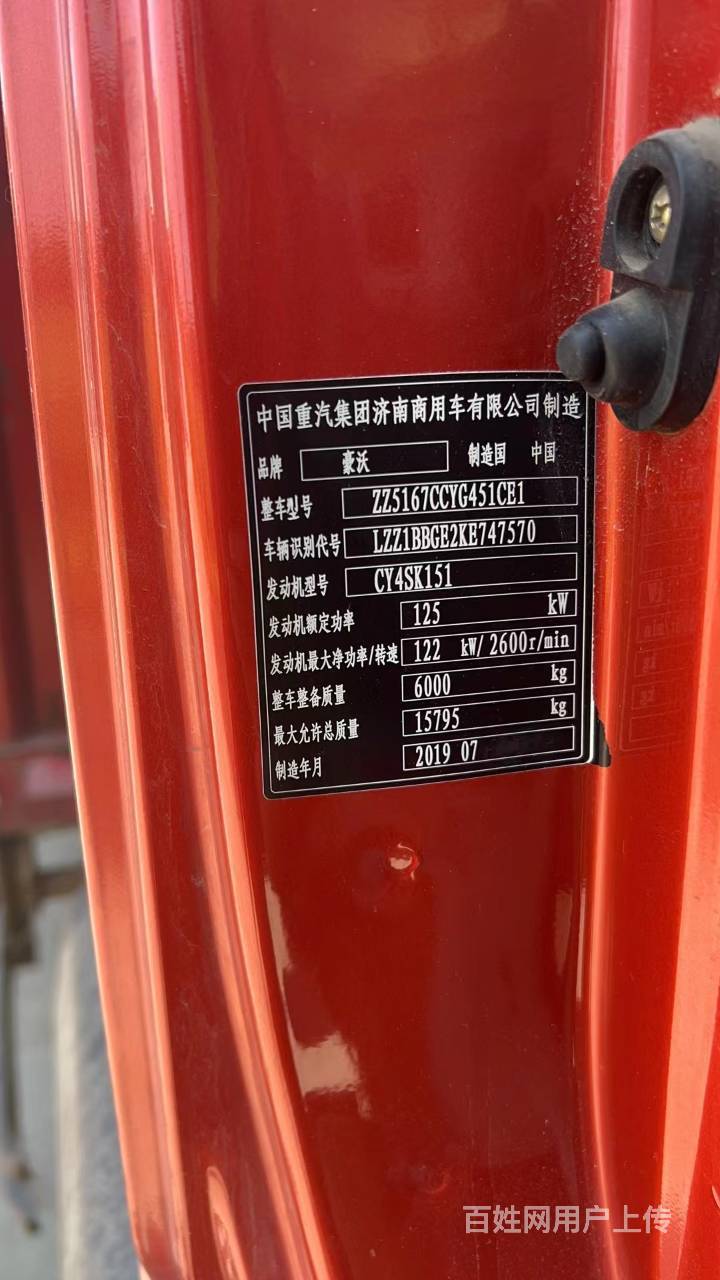 中国重汽集团济南商用车有限公司制造
品牌 豪沃 制造国 中国
整车型号 ZZ5167CCYG451CE1
车辆识别代号 LZZ1BBGE2KE747570
发动机型号 CY4SK151
发动机额定功率 125 kW
发动机最大净功率/转速 122 kW/ 2600r/min
整车整备质量 6000 kg
最大允许总质量 15795 kg
制造年月 2019 07
百姓网用户上传